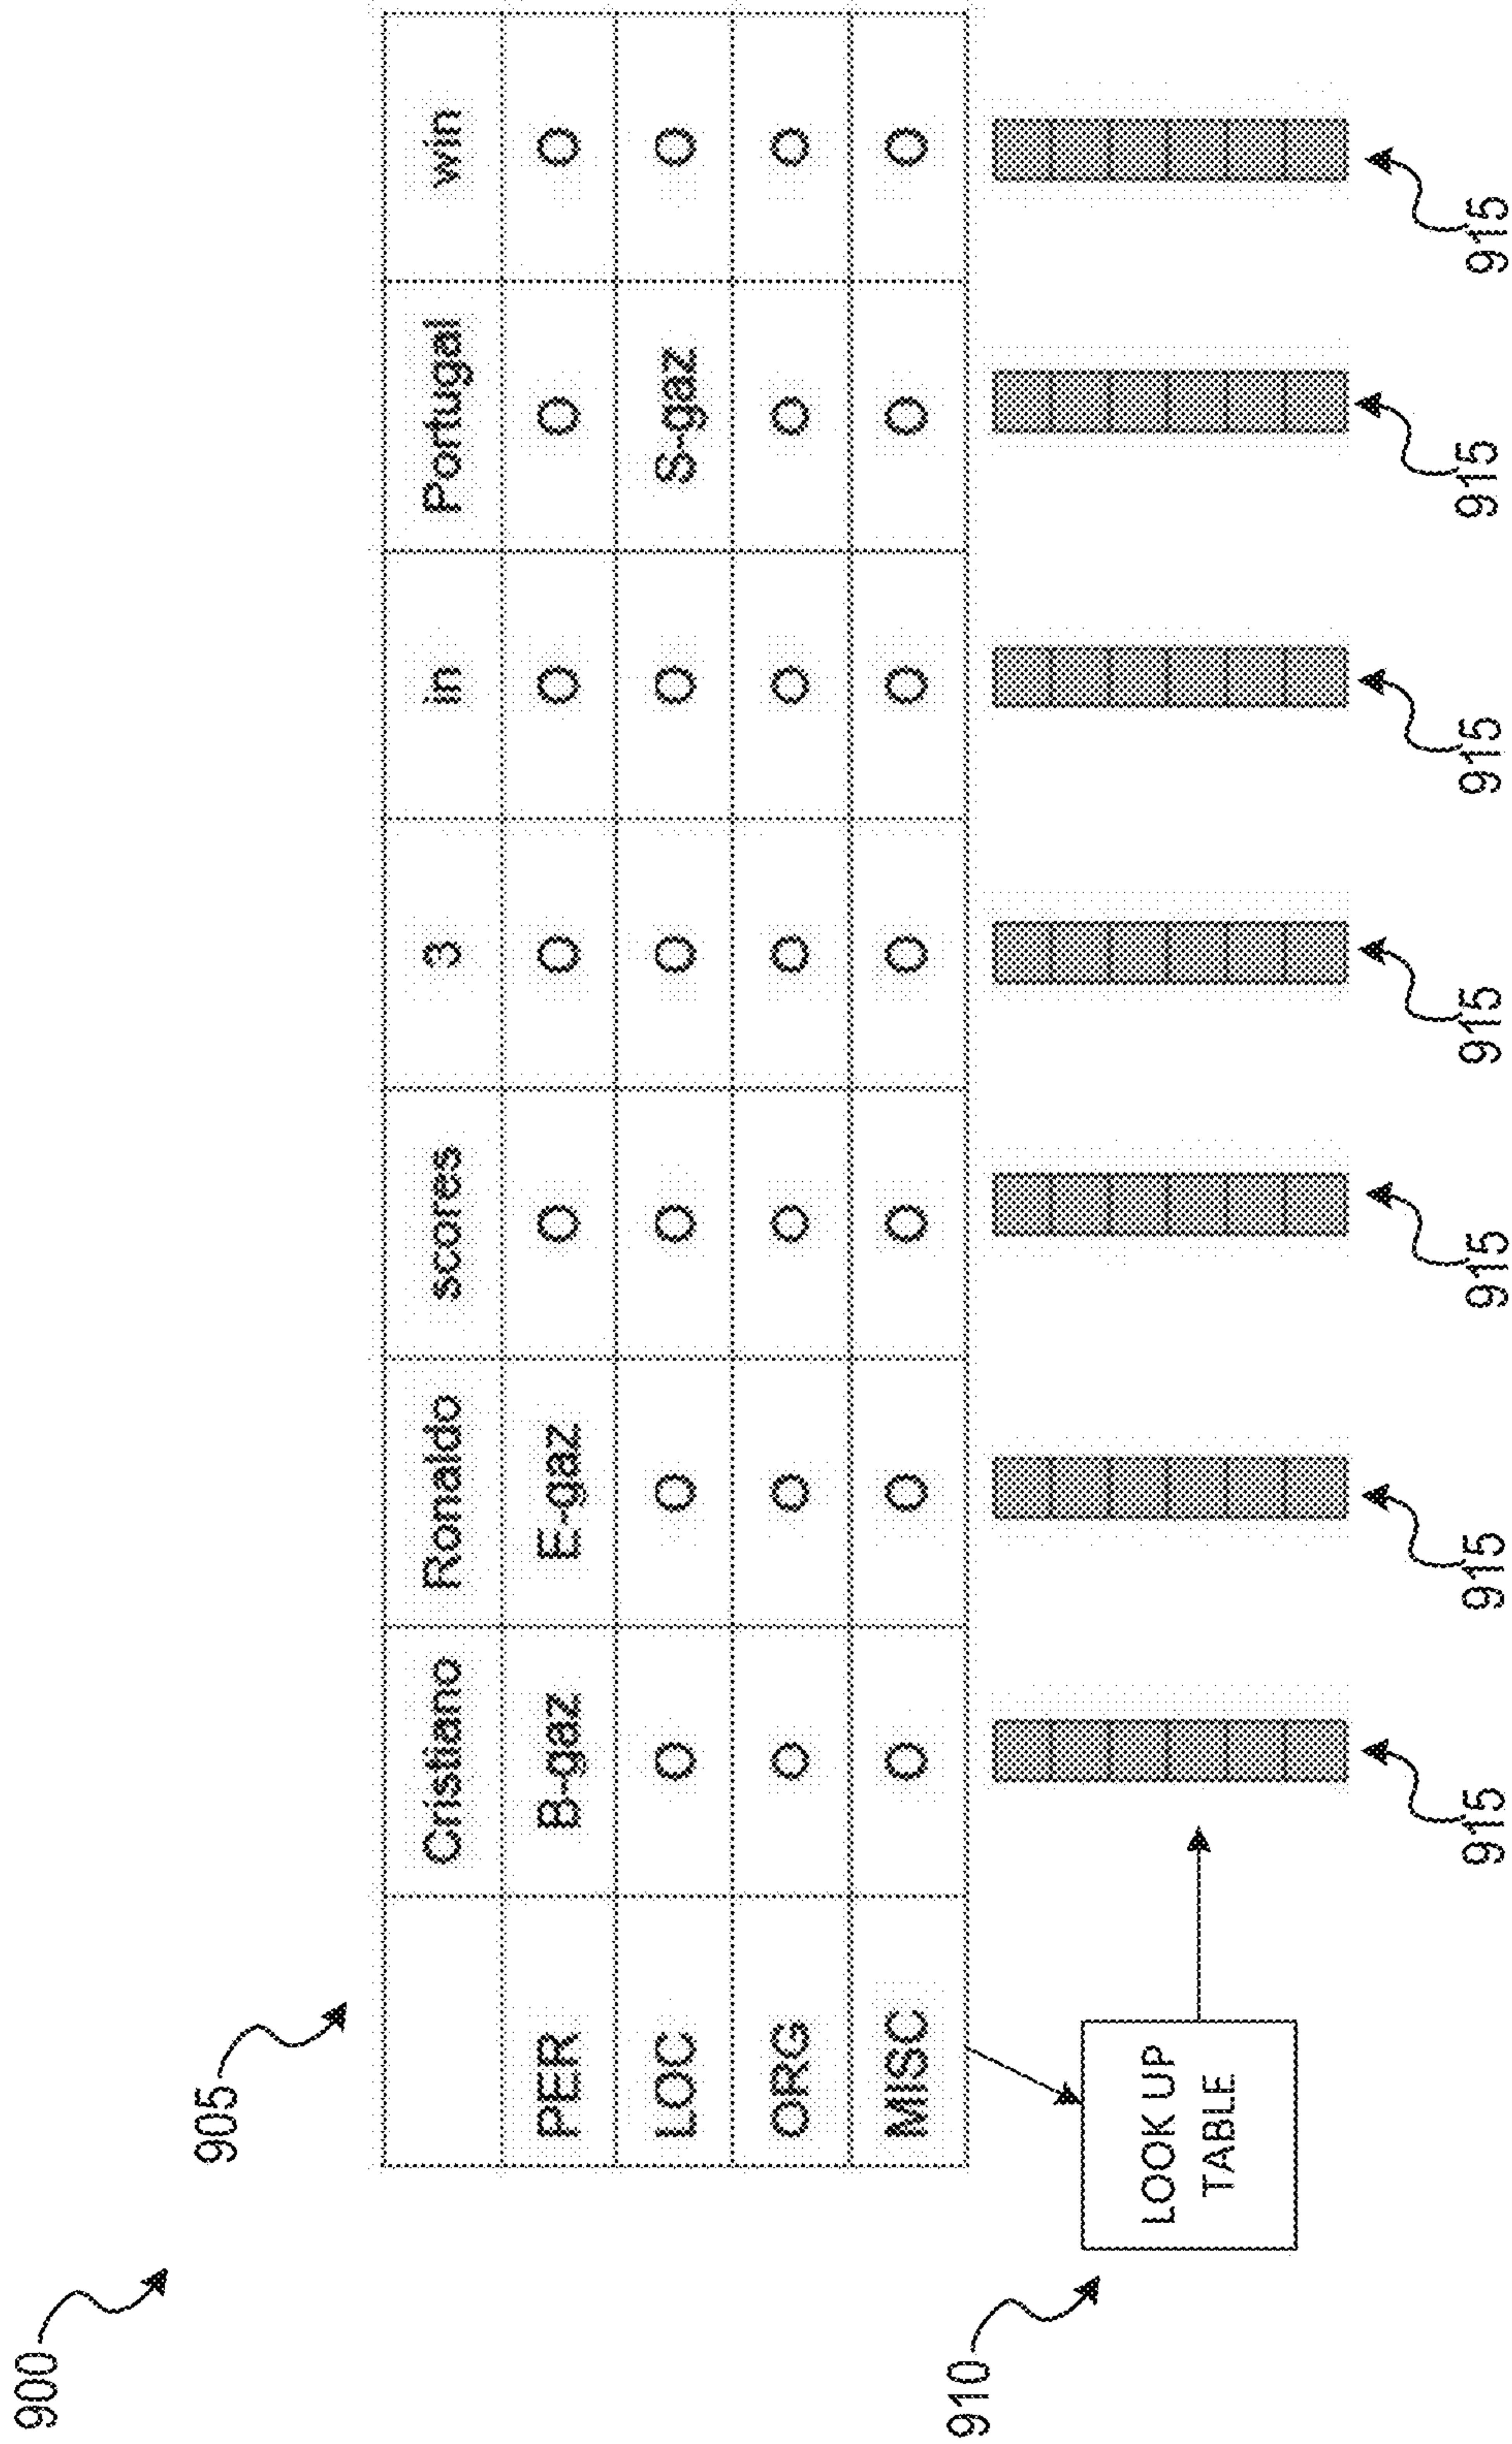 900
905
Cristiano Ronaldo scores 3 in Portugal win
PER B-gaz E-gaz O O O O O
LOC O O O O O S-gaz O
ORG O O O O O O O
MISC O O O O O O O
910
LOOK UP
TABLE
915 915 915 915 915 915 915